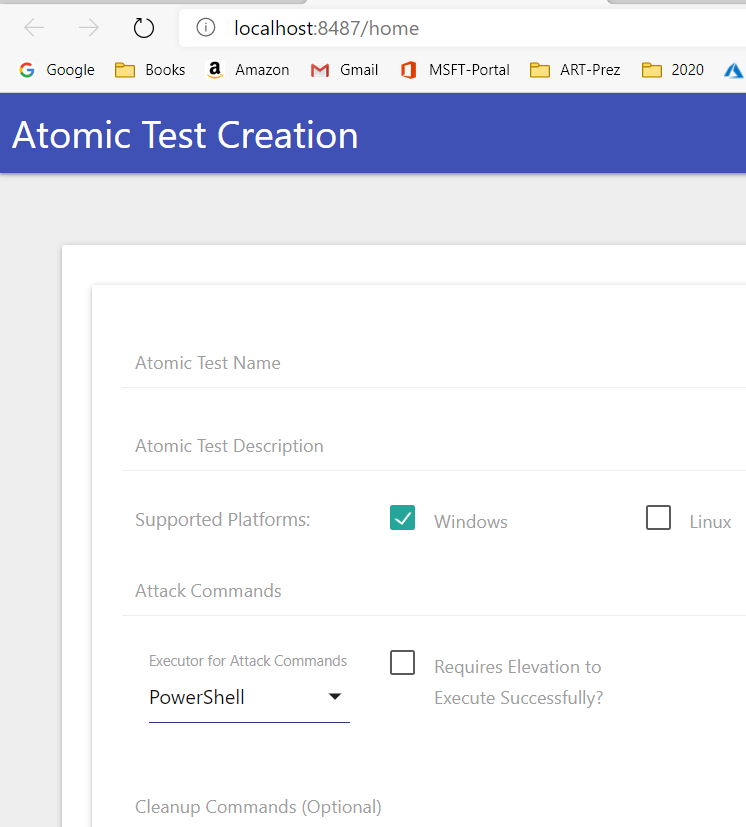 localhost:8487/home
Google Books Amazon Gmail MSFT-Portal ART-Prez 2020
Atomic Test Creation
Atomic Test Name
Atomic Test Description
Supported Platforms: Windows Linux
Attack Commands
Executor for Attack Commands
PowerShell
Requires Elevation to
Execute Successfully?
Cleanup Commands (Optional)